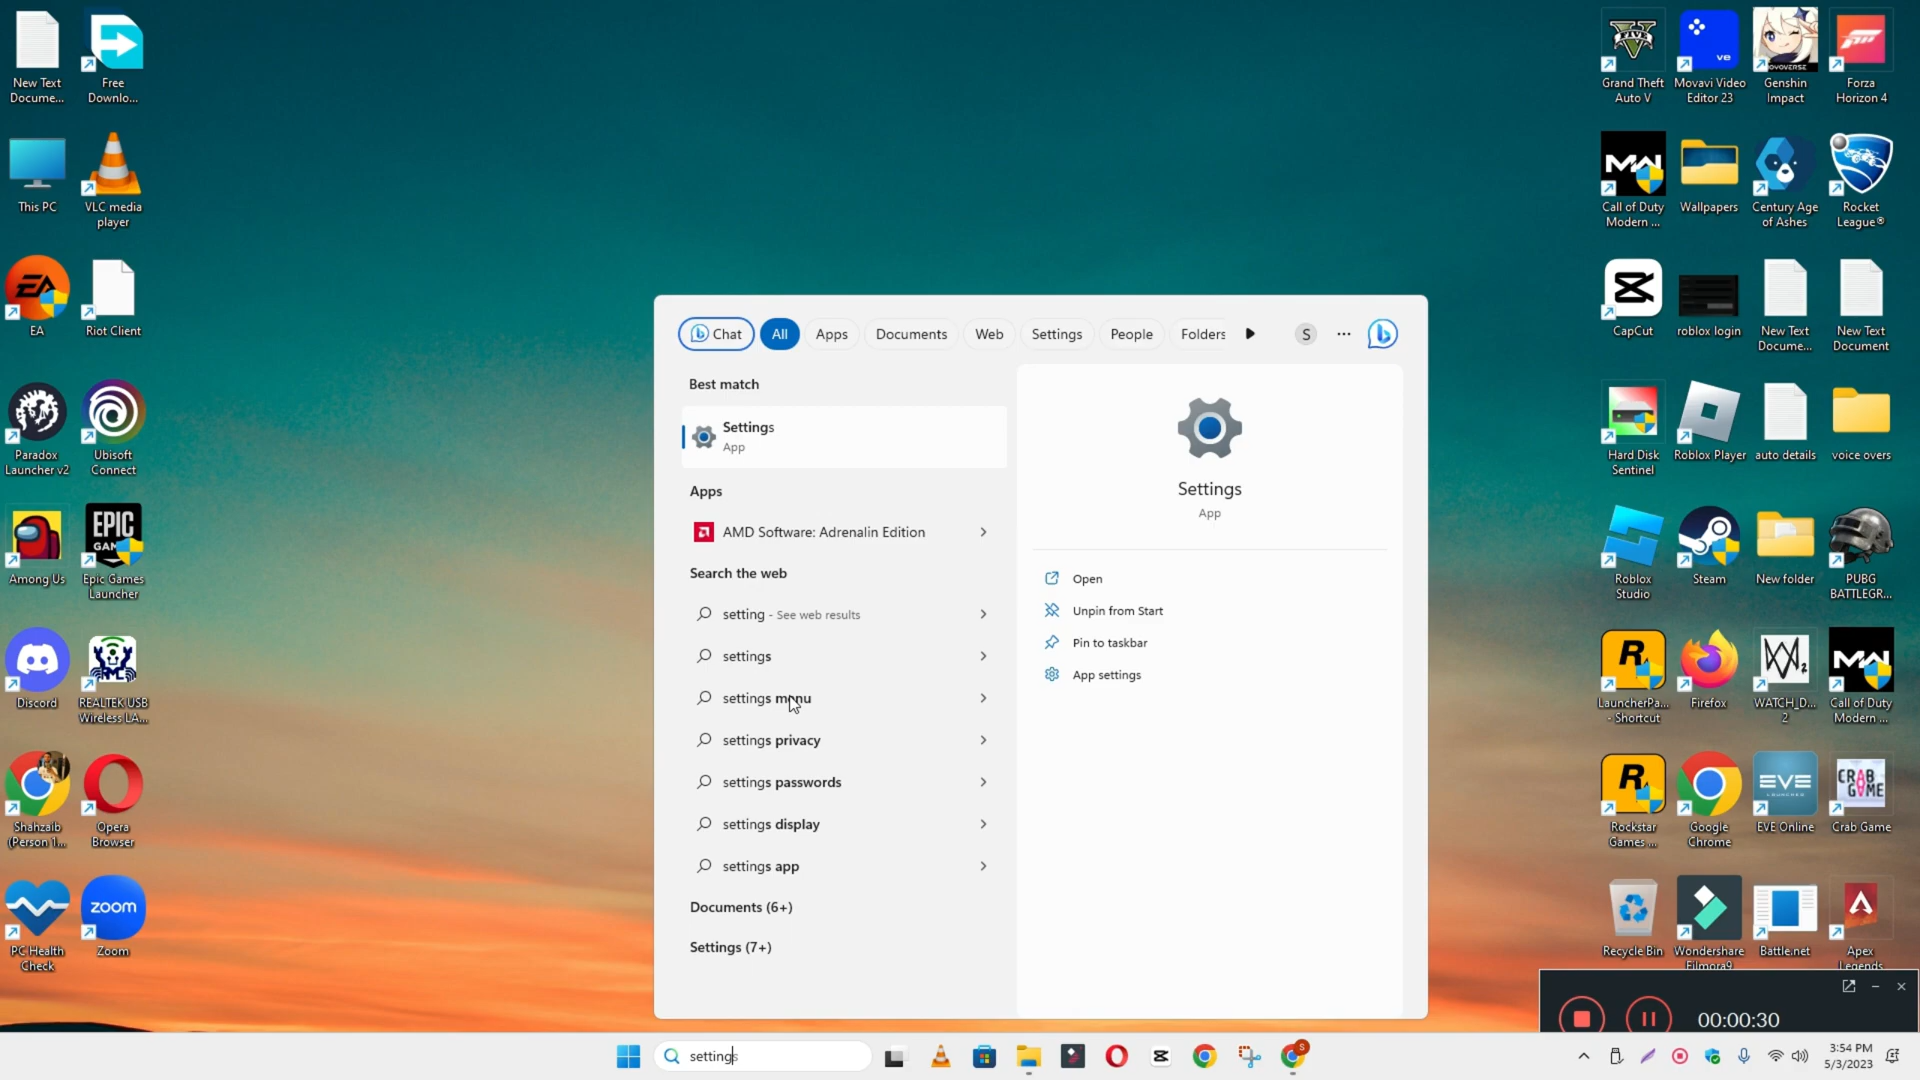 New Text
Docume...
Free
Downlo...
This PC
VLC media
player
EA
Riot Client
Paradox
Launcher v2
Ubisoft
Connect
Among Us
EPIC
GAM
Epic Games
Launcher
Discord
REALTEK USB
Wireless LA...
Shahzaib
(Person 1...
Opera
Browser
PC Health
Check
zoom
Zoom
Chat
All
Apps
Documents
Web
Settings
People
Folders
S
Best match
Settings
App
Apps
AMD Software: Adrenalin Edition
Search the web
setting - See web results
settings
settings menu
settings privacy
settings passwords
settings display
settings app
Documents (6+)
Settings (7+)
Settings
App
Open
Unpin from Start
Pin to taskbar
App settings
Grand Theft
Auto V
ve
Movavi Video
Editor 23
Genshin
Impact
Forza
Horizon 4
Call of Duty
Modern ...
Wallpapers
Century Age
of Ashes
Rocket
League®
CapCut
roblox login
New Text
Docume...
New Text
Document
Hard Disk
Sentinel
Roblox Player
auto details
voice overs
Roblox
Studio
Steam
New folder
PUBG
BATTLEGR...
LauncherPa...
- Shortcut
Firefox
WATCH_D...
2
Call of Duty
Modern ...
Rockstar
Games ...
Google
Chrome
EVE
EVE Online
CRAB
GAME
Crab Game
Recycle Bin
Wondershare
Filmora9
Battle.net
Apex
Legends
00:00:30
settings
3:54 PM
5/3/2023